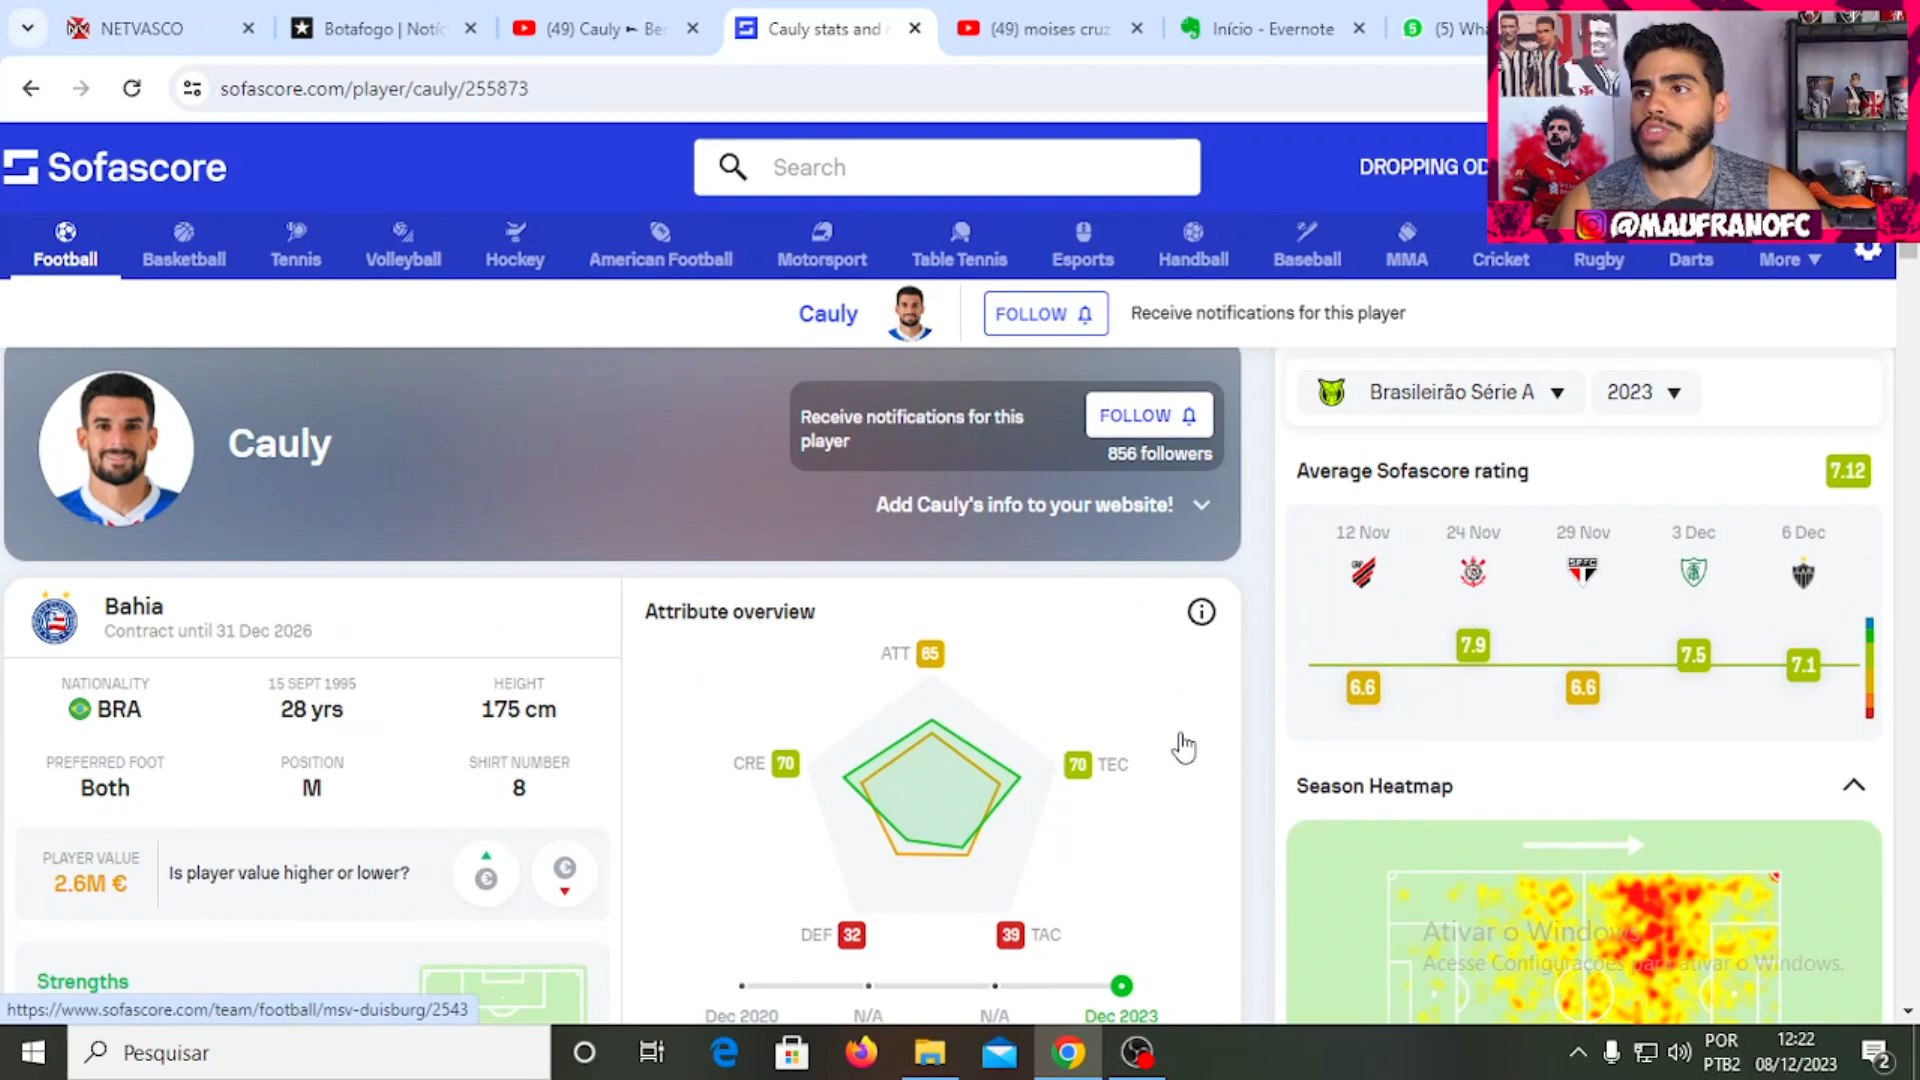 NETVASCO
Botafogo | Notíc
(49) Cauly
Cauly stats and
(49) moises cruz
Início - Evernote
(5) Wha
sofascore.com/player/cauly/255873
Sofascore
Search
DROPPING OD
@MAUFRANOFC
Football
Basketball
Tennis
Volleyball
Hockey
American Football
Motorsport
Table Tennis
Esports
Handball
Baseball
MMA
Cricket
Rugby
Darts
More
Cauly
FOLLOW
Receive notifications for this player
Cauly
Receive notifications for this
player
FOLLOW
856 followers
Add Cauly's info to your website!
Bahia
Contract until 31 Dec 2026
NATIONALITY
BRA
15 SEPT 1995
28 yrs
HEIGHT
175 cm
PREFERRED FOOT
Both
POSITION
M
SHIRT NUMBER
8
PLAYER VALUE
2.6M €
Is player value higher or lower?
Strengths
Attribute overview
ATT 65
CRE 70
70 TEC
DEF 32
39 TAC
Dec 2020
N/A
N/A
Dec 2023
Brasileirão Série A
2023
Average Sofascore rating
7.12
12 Nov
24 Nov
29 Nov
3 Dec
6 Dec
6.6
7.9
6.6
7.5
7.1
Season Heatmap
Ativar o Windows
Acesse Configurações para ativar o Windows.
https://www.sofascore.com/team/football/msv-duisburg/2543
Pesquisar
POR
PTB2
12:22
08/12/2023
2